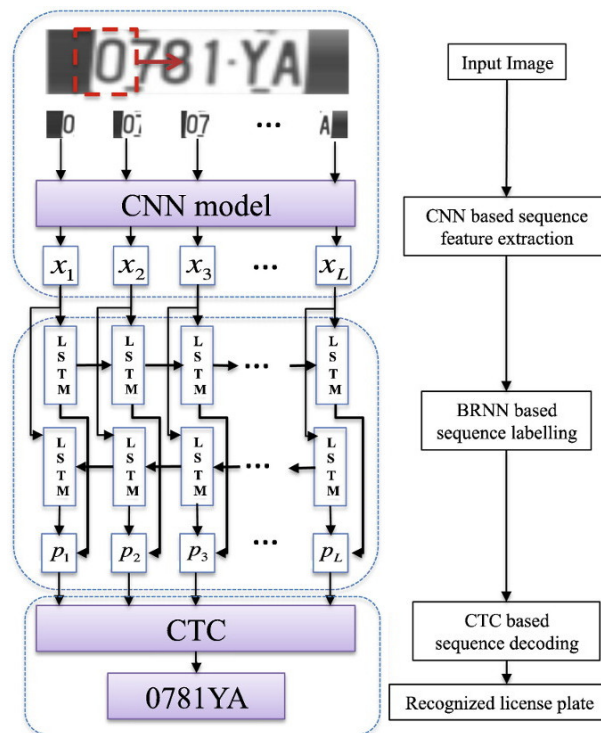 0781·YA
0 07 07 ... A
CNN model
x1 x2 x3 ... xL
LSTM LSTM LSTM ... LSTM
LSTM LSTM LSTM ... LSTM
p1 p2 p3 ... pL
CTC
0781YA
Input Image
CNN based sequence
feature extraction
BRNN based
sequence labelling
CTC based
sequence decoding
Recognized license plate